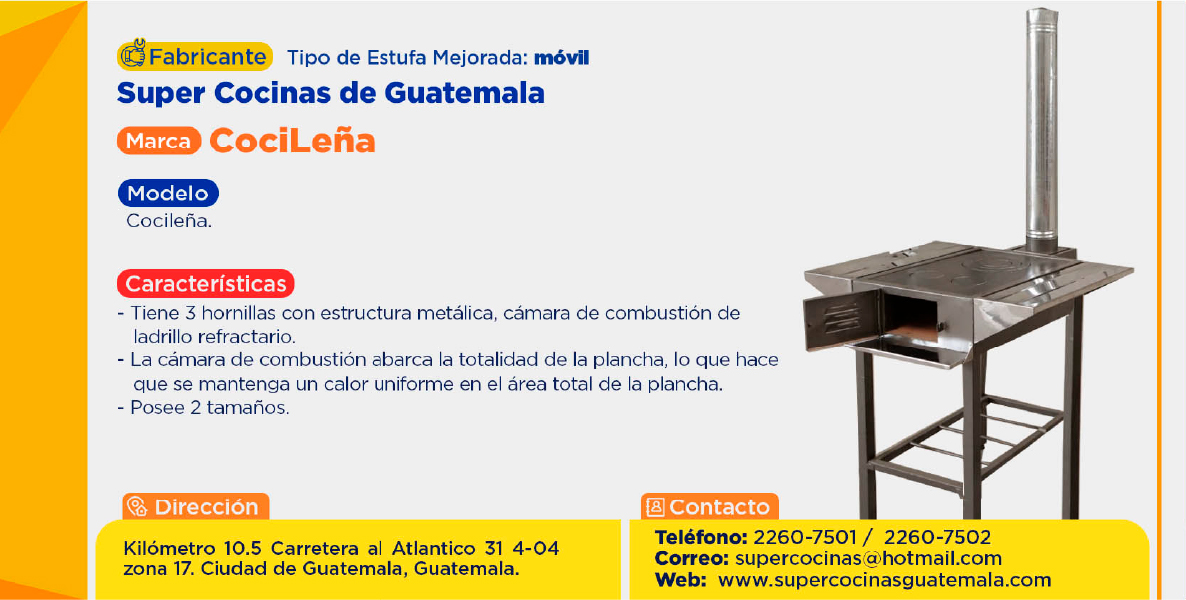 Fabricante Tipo de Estufa Mejorada: móvil
Super Cocinas de Guatemala
Marca CociLeña
Modelo
Cocileña.
Características
- Tiene 3 hornillas con estructura metálica, cámara de combustión de
ladrillo refractario.
- La cámara de combustión abarca la totalidad de la plancha, lo que hace
que se mantenga un calor uniforme en el área total de la plancha.
- Posee 2 tamaños.
Dirección
Kilómetro 10.5 Carretera al Atlantico 31 4-04
zona 17. Ciudad de Guatemala, Guatemala.
Contacto
Teléfono: 2260-7501 / 2260-7502
Correo: supercocinas@hotmail.com
Web: www.supercocinasguatemala.com